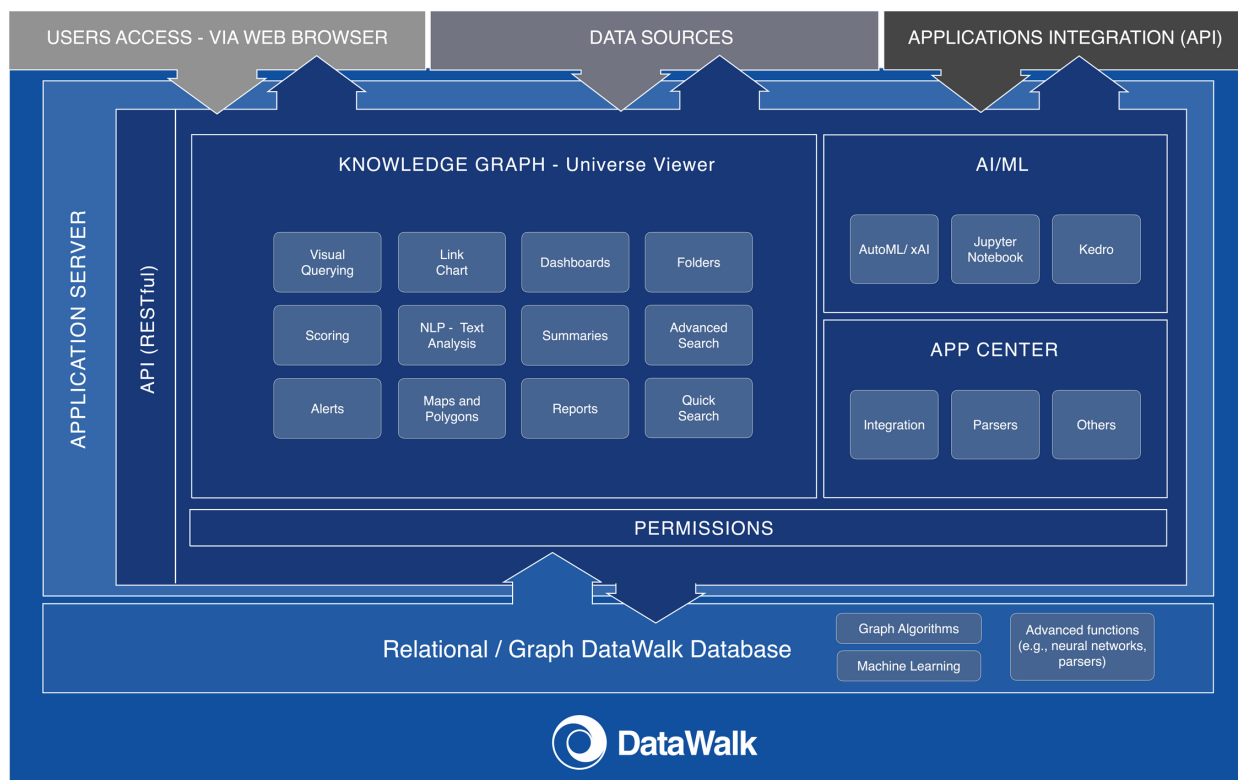 USERS ACCESS - VIA WEB BROWSER
DATA SOURCES
APPLICATIONS INTEGRATION (API)
APPLICATION SERVER
API (RESTful)
KNOWLEDGE GRAPH - Universe Viewer
Visual
Querying
Link
Chart
Dashboards
Folders
Scoring
NLP - Text
Analysis
Summaries
Advanced
Search
Alerts
Maps and
Polygons
Reports
Quick
Search
AI/ML
AutoML/ xAI
Jupyter
Notebook
Kedro
APP CENTER
Integration
Parsers
Others
PERMISSIONS
Relational / Graph DataWalk Database
Graph Algorithms
Machine Learning
Advanced functions
(e.g., neural networks,
parsers)
DataWalk